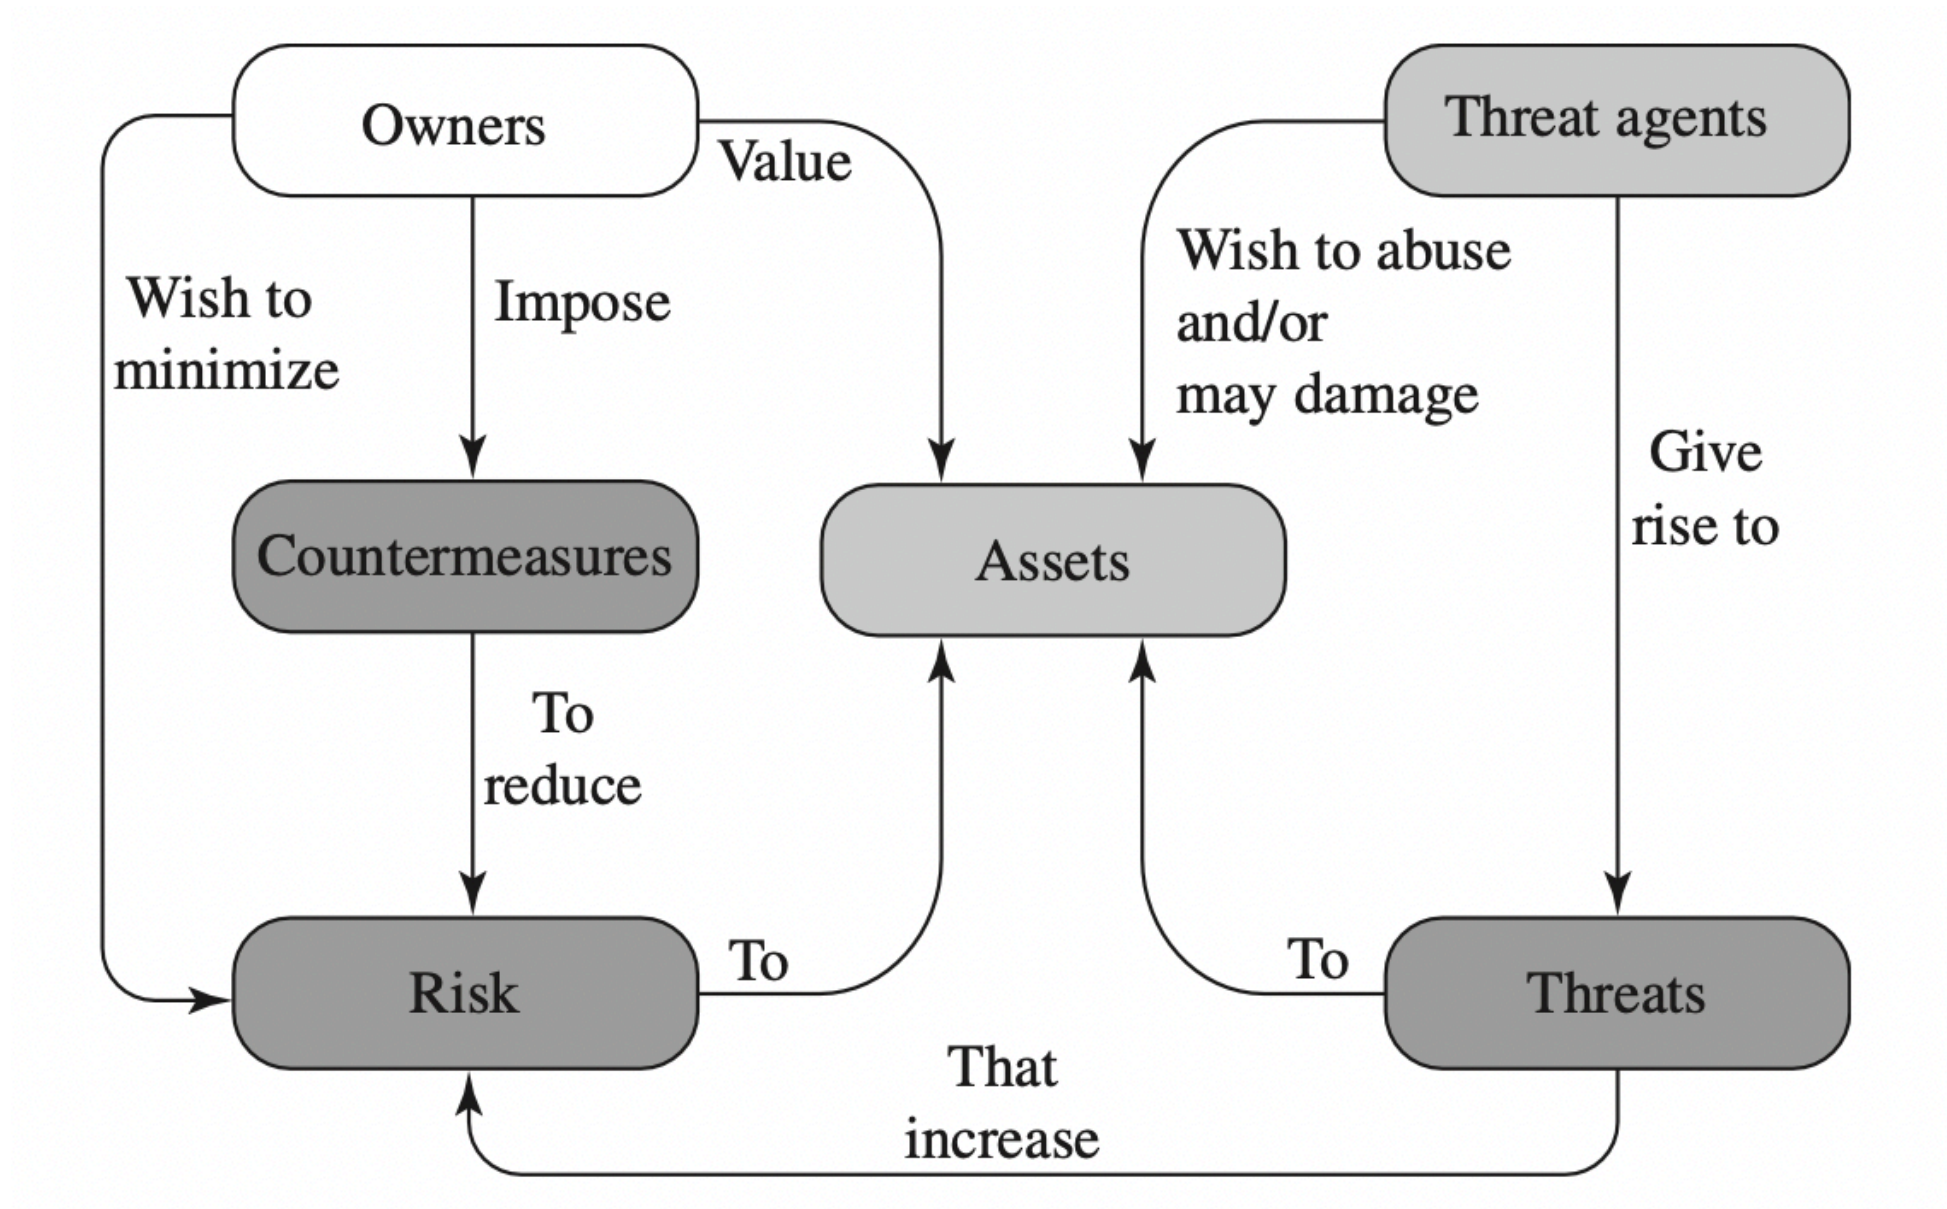 Owners
Threat agents
Value
Wish to
minimize
Impose
Wish to abuse
and/or
may damage
Give
rise to
Countermeasures
Assets
To
reduce
Risk
To
To
Threats
That
increase